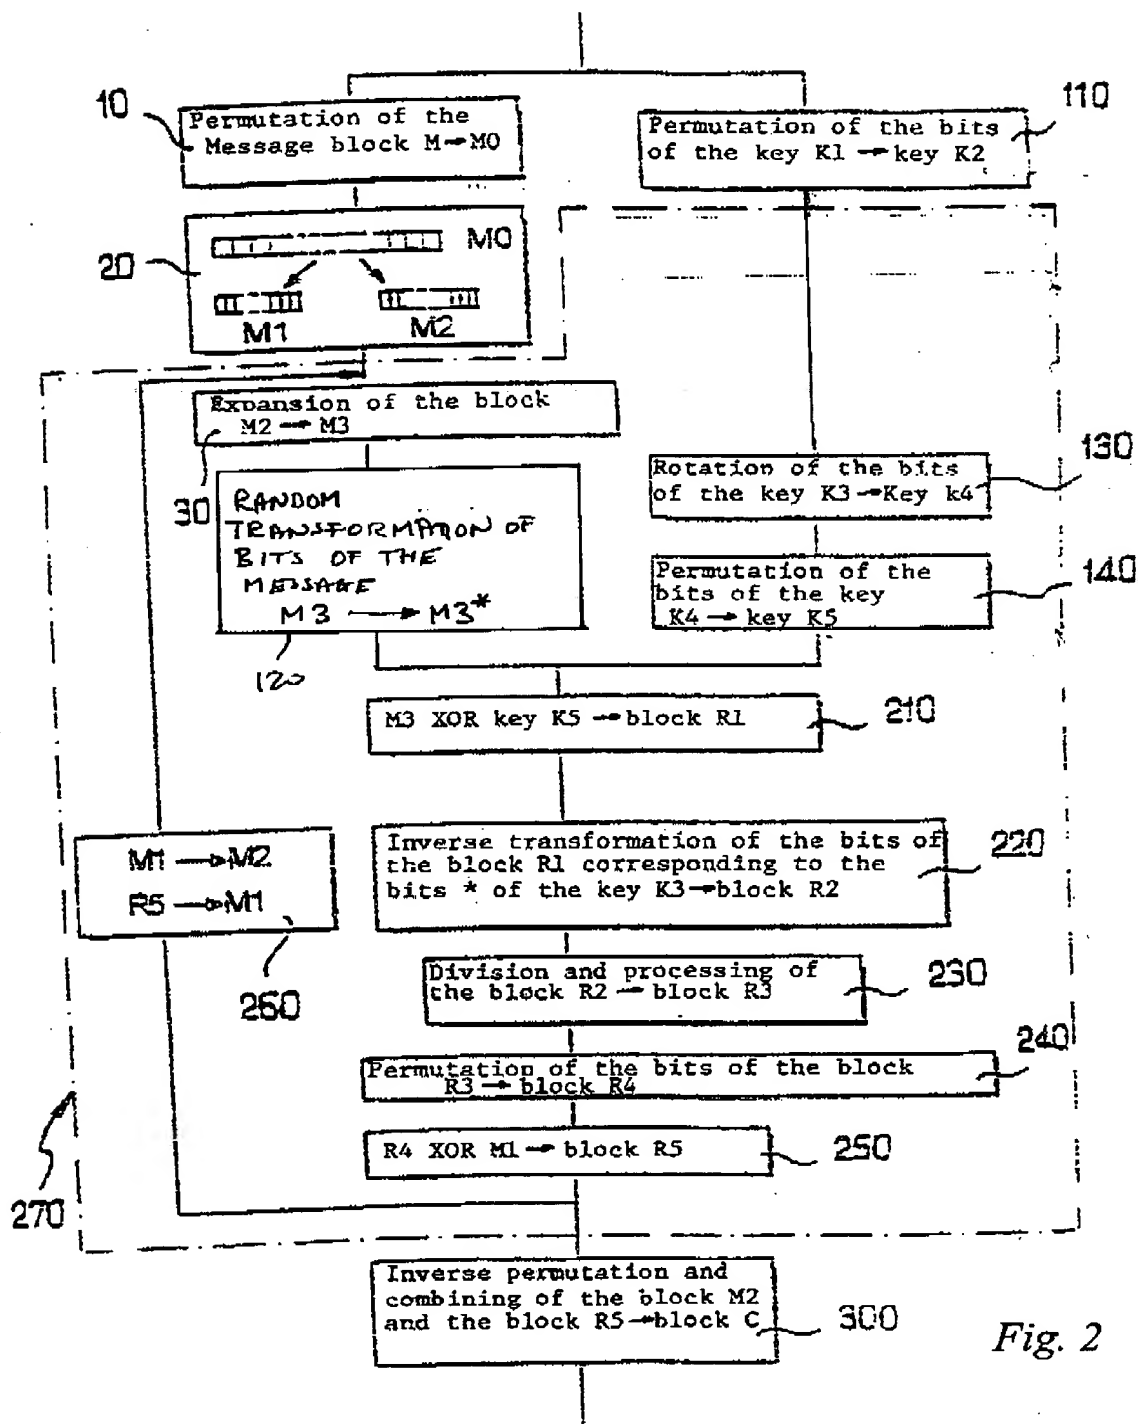 10
Permutation of the
Message block M→M0
110
Permutation of the bits
of the key K1→key K2
20
M0
M1 M2
Expansion of the block
M2→M3
30
RANDOM
TRANSFORMATION OF
BITS OF THE
MESSAGE
M3 → M3*
120
130
Rotation of the bits
of the key K3→Key k4
140
Permutation of the
bits of the key
K4→key K5
M3 XOR key K5→block R1
210
M1→M2
R5→M1
260
Inverse transformation of the bits of
the block R1 corresponding to the
bits * of the key K3→block R2
220
Division and processing of
the block R2→block R3
230
240
Permutation of the bits of the block
R3→block R4
R4 XOR M1→block R5
250
270
Inverse permutation and
combining of the block M2
and the block R5→block C
300
Fig. 2